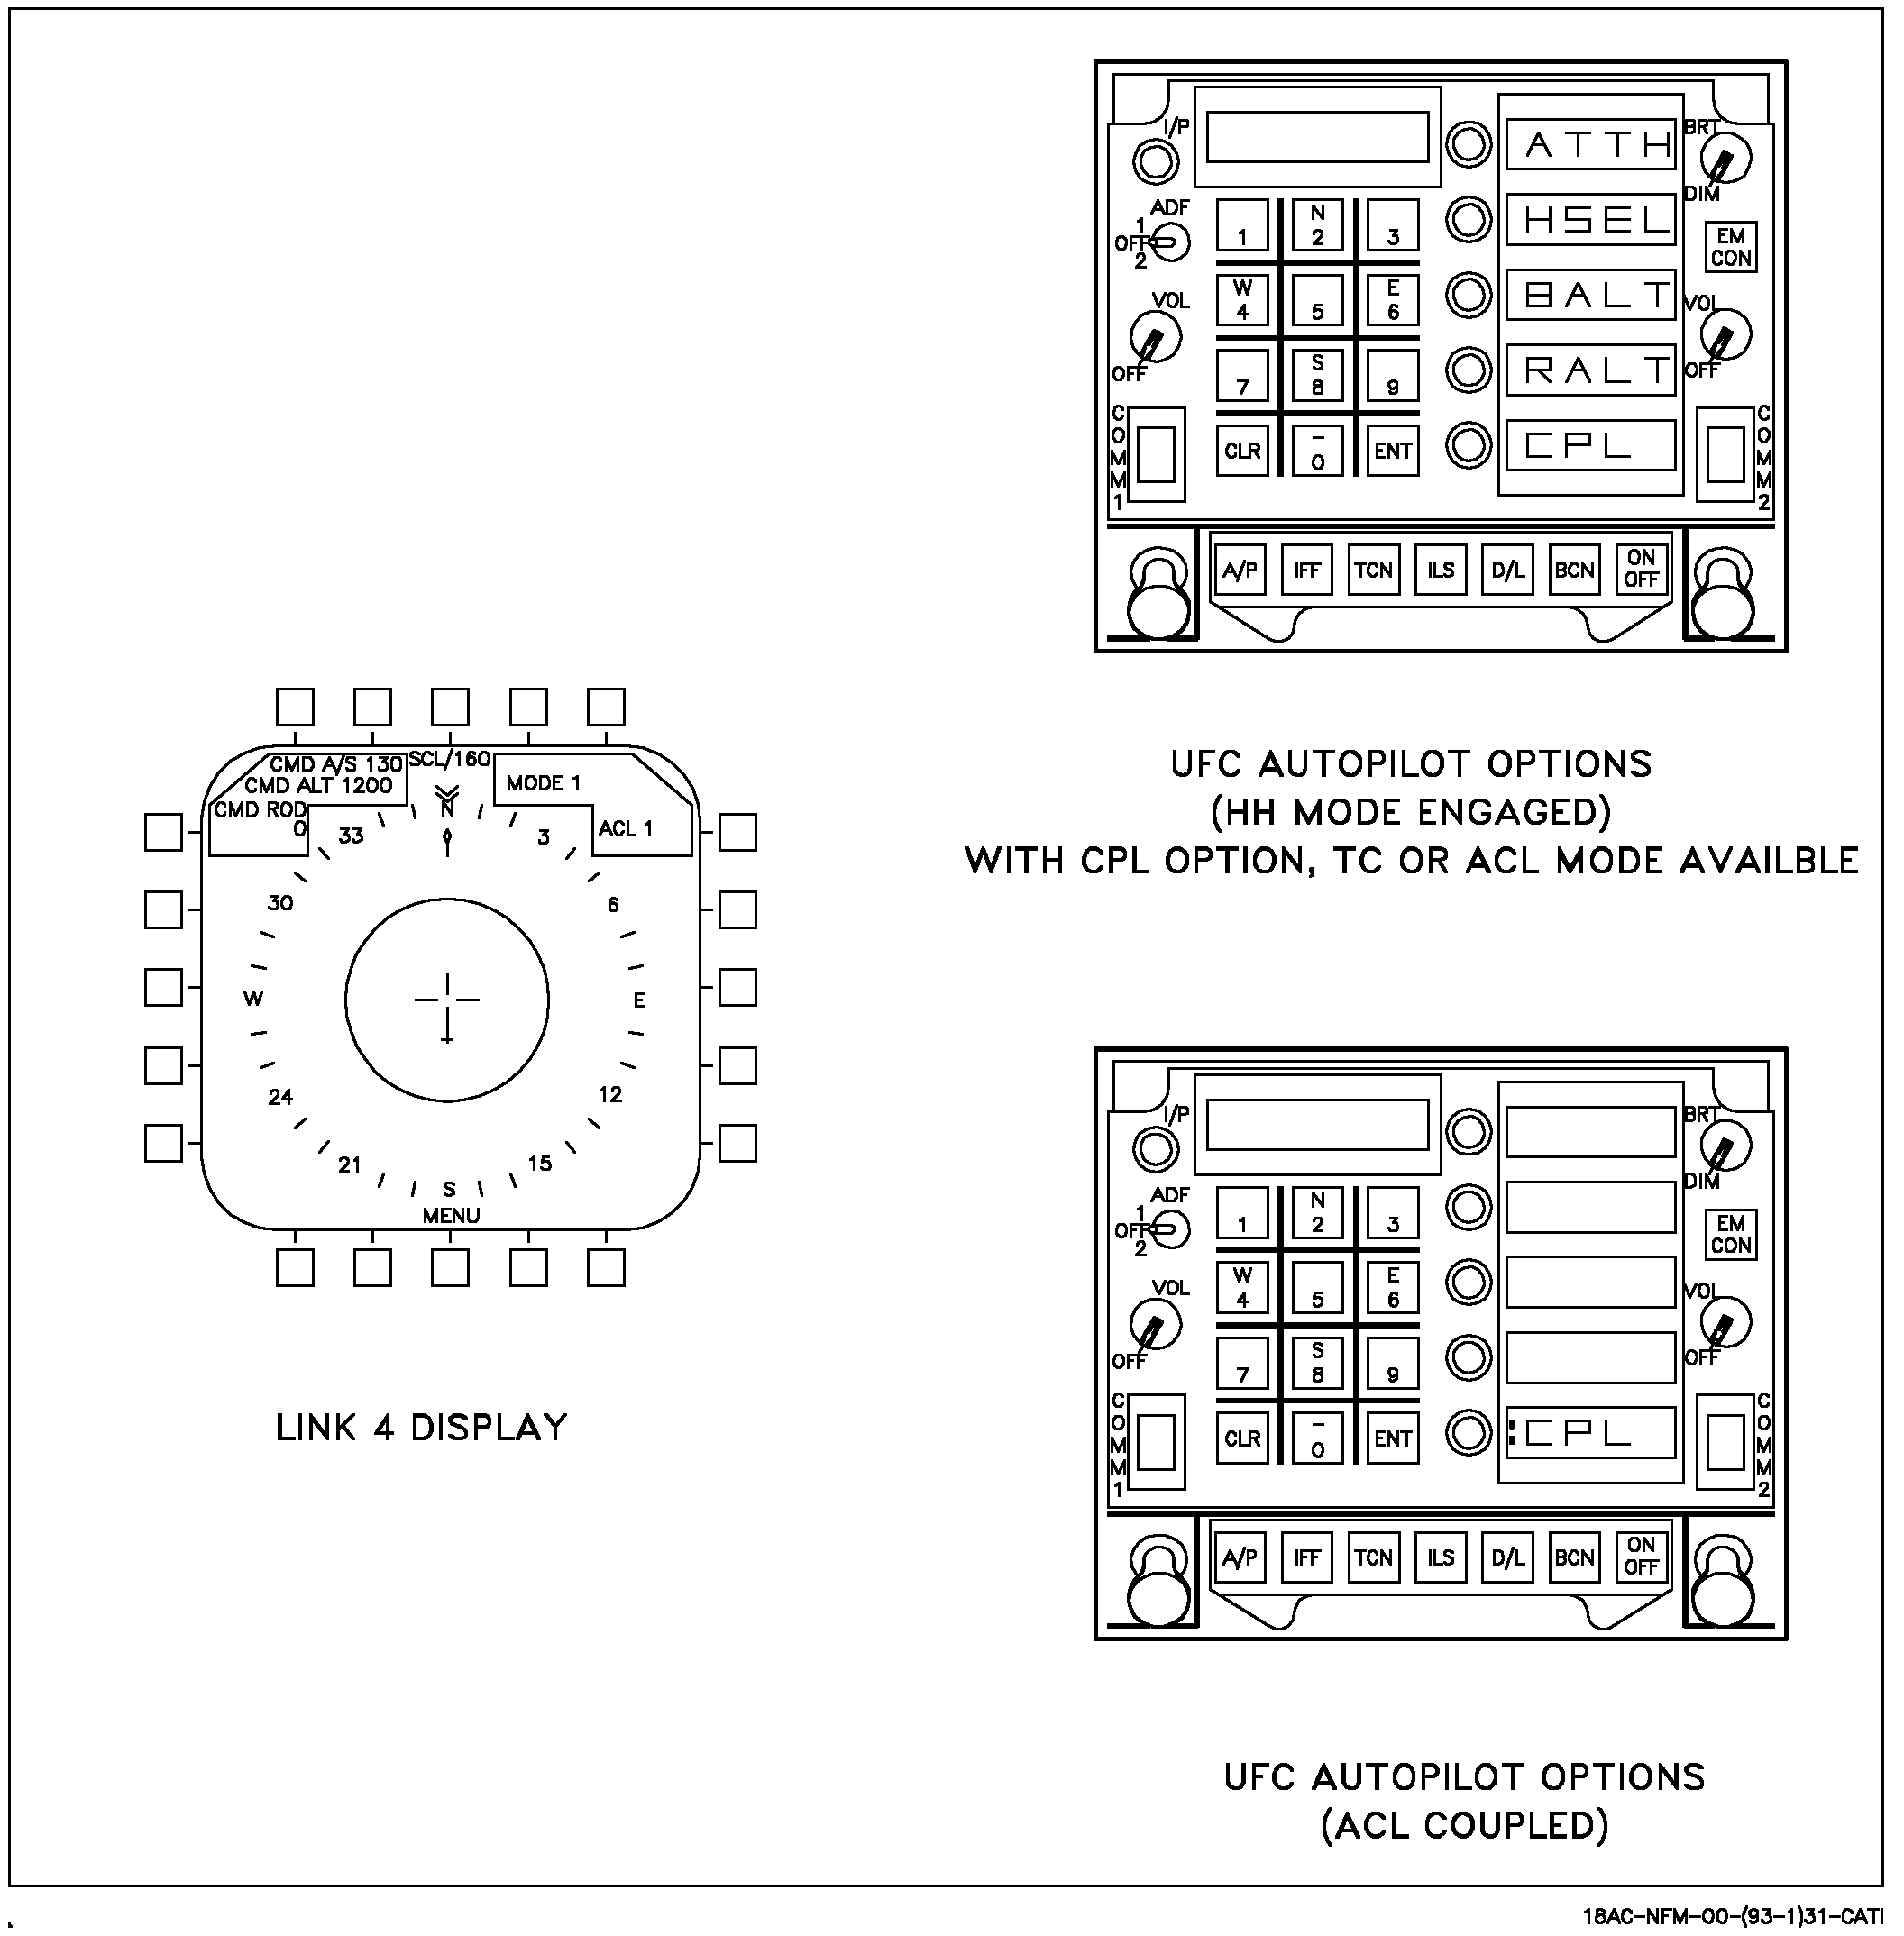 I/P
ATTH
BRT
DIM
ADF
1
OFF
2
1
N
2
3
HSEL
EM
CON
VOL
OFF
W
4
5
E
6
BALT
VOL
OFF
7
S
8
9
RALT
COMM1
CLR
–
0
ENT
CPL
COMM2
A/P
IFF
TCN
ILS
D/L
BCN
ON
OFF
UFC AUTOPILOT OPTIONS
(HH MODE ENGAGED)
WITH CPL OPTION, TC OR ACL MODE AVAILBLE
CMD A/S 130
SCL/160
CMD ALT 1200
MODE 1
CMD ROD
0
ACL 1
33
N
3
30
6
W
E
24
12
21
15
S
MENU
LINK 4 DISPLAY
I/P
BRT
DIM
ADF
1
OFF
2
1
N
2
3
EM
CON
VOL
OFF
W
4
5
E
6
VOL
OFF
7
S
8
9
COMM1
CLR
–
0
ENT
:CPL
COMM2
A/P
IFF
TCN
ILS
D/L
BCN
ON
OFF
UFC AUTOPILOT OPTIONS
(ACL COUPLED)
18AC-NFM-00-(93-1)31-CATI